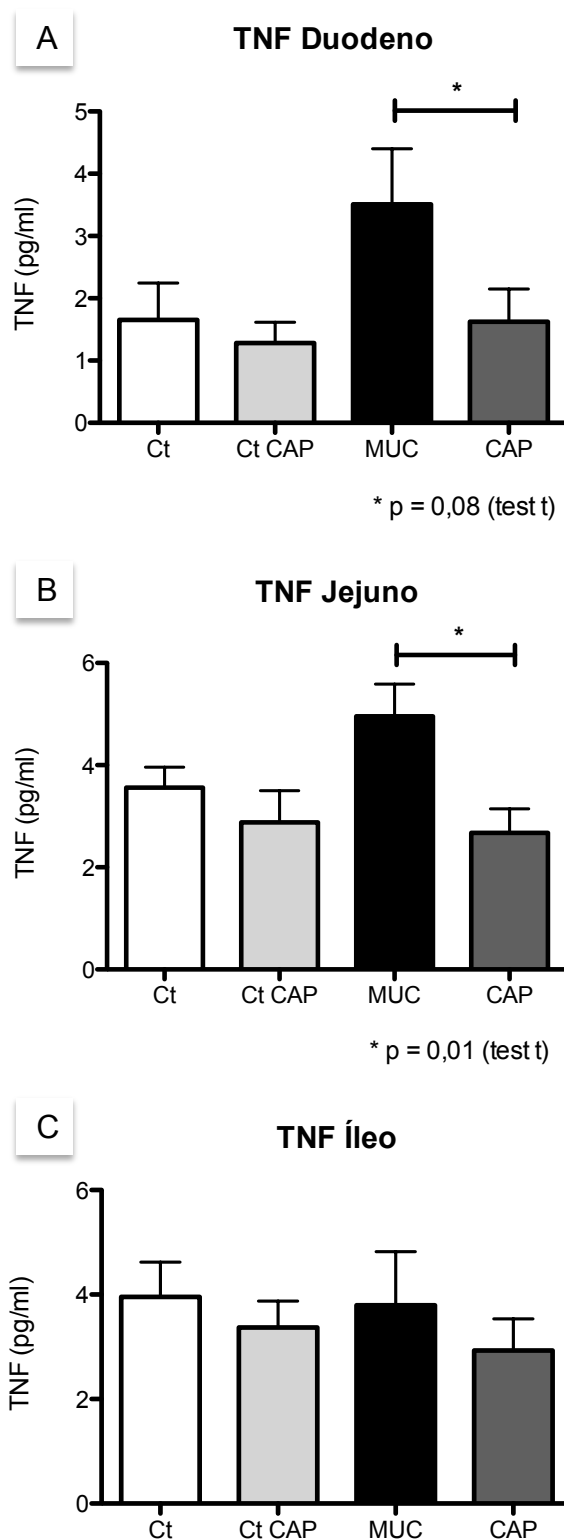 A
TNF Duodeno
*
5
4
3
2
1
0
TNF (pg/ml)
Ct Ct CAP MUC CAP
* p = 0,08 (test t)
B
TNF Jejuno
*
6
4
2
0
TNF (pg/ml)
Ct Ct CAP MUC CAP
* p = 0,01 (test t)
C
TNF Íleo
6
4
2
0
TNF (pg/ml)
Ct Ct CAP MUC CAP